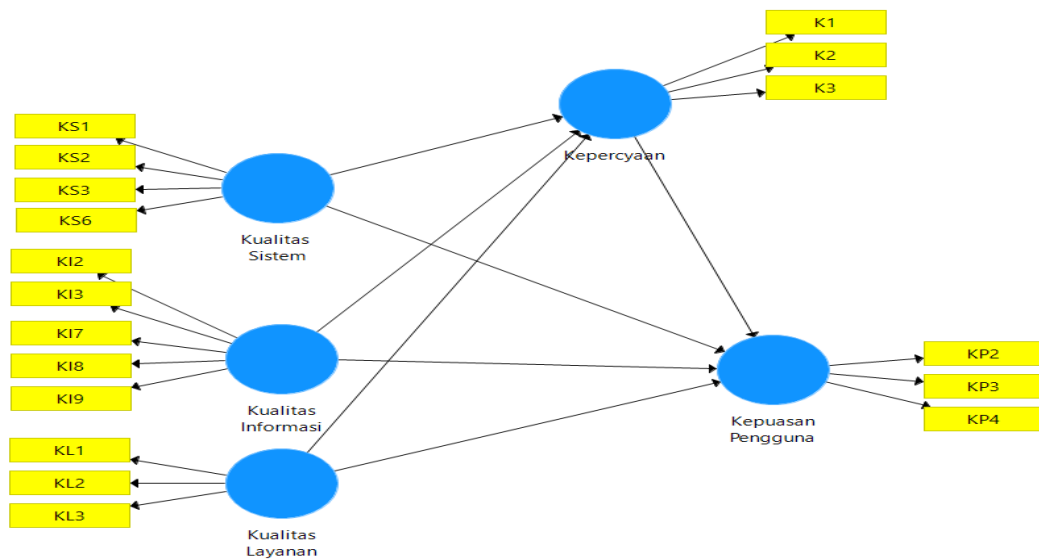 K1
K2
K3
Kepercyaan
KS1
KS2
KS3
KS6
Kualitas
Sistem
KI2
KI3
KI7
KI8
KI9
Kualitas
Informasi
KL1
KL2
KL3
Kualitas
Layanan
KP2
KP3
KP4
Kepuasan
Pengguna